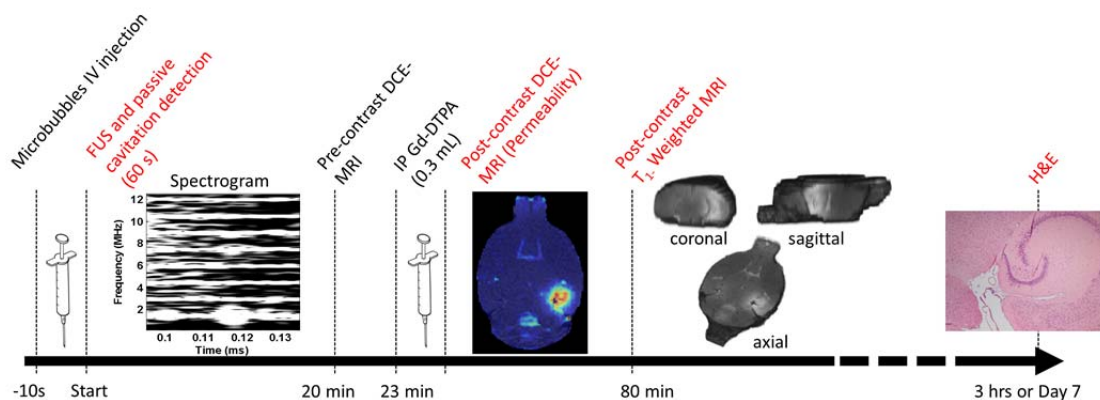 Microbubbles IV injection
FUS and passive
cavitation detection
(60 s)
Spectrogram
12
10
8
6
4
2
Frequency (MHz)
0.1 0.11 0.12 0.13
Time (ms)
Pre-contrast DCE-
MRI
IP Gd-DTPA
(0.3 mL)
Post-contrast DCE-
MRI (Permeability)
Post-contrast
T1- Weighted MRI
coronal
sagittal
axial
H&E
-10s
Start
20 min
23 min
80 min
3 hrs or Day 7